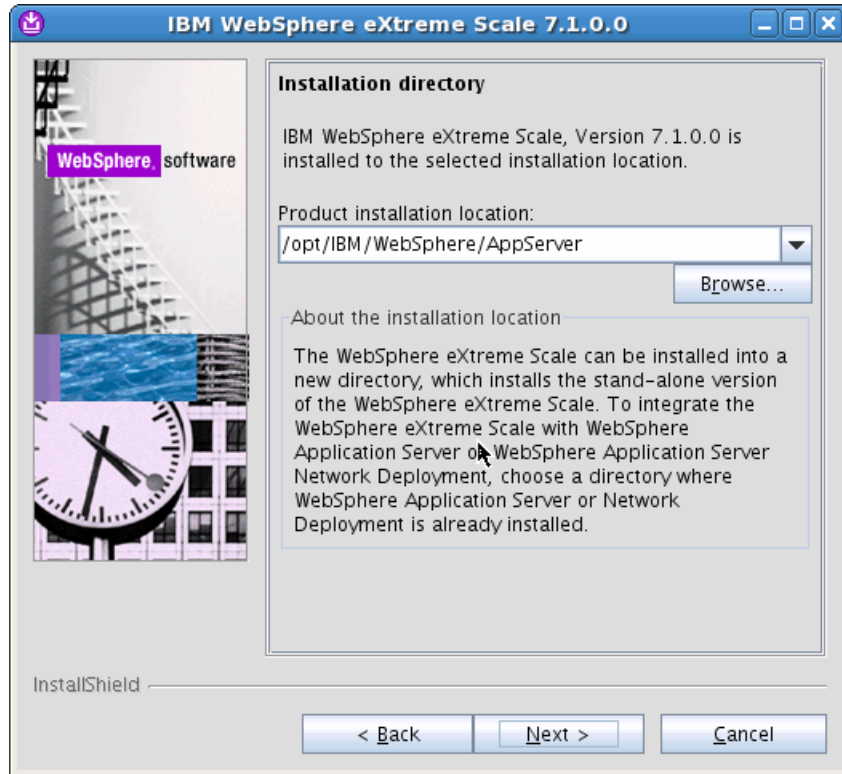 IBM WebSphere eXtreme Scale 7.1.0.0
WebSphere. software
Installation directory
IBM WebSphere eXtreme Scale, Version 7.1.0.0 is
installed to the selected installation location.
Product installation location:
/opt/IBM/WebSphere/AppServer
Browse...
About the installation location
The WebSphere eXtreme Scale can be installed into a
new directory, which installs the stand-alone version
of the WebSphere eXtreme Scale. To integrate the
WebSphere eXtreme Scale with WebSphere
Application Server or WebSphere Application Server
Network Deployment, choose a directory where
WebSphere Application Server or Network
Deployment is already installed.
InstallShield
< Back
Next >
Cancel